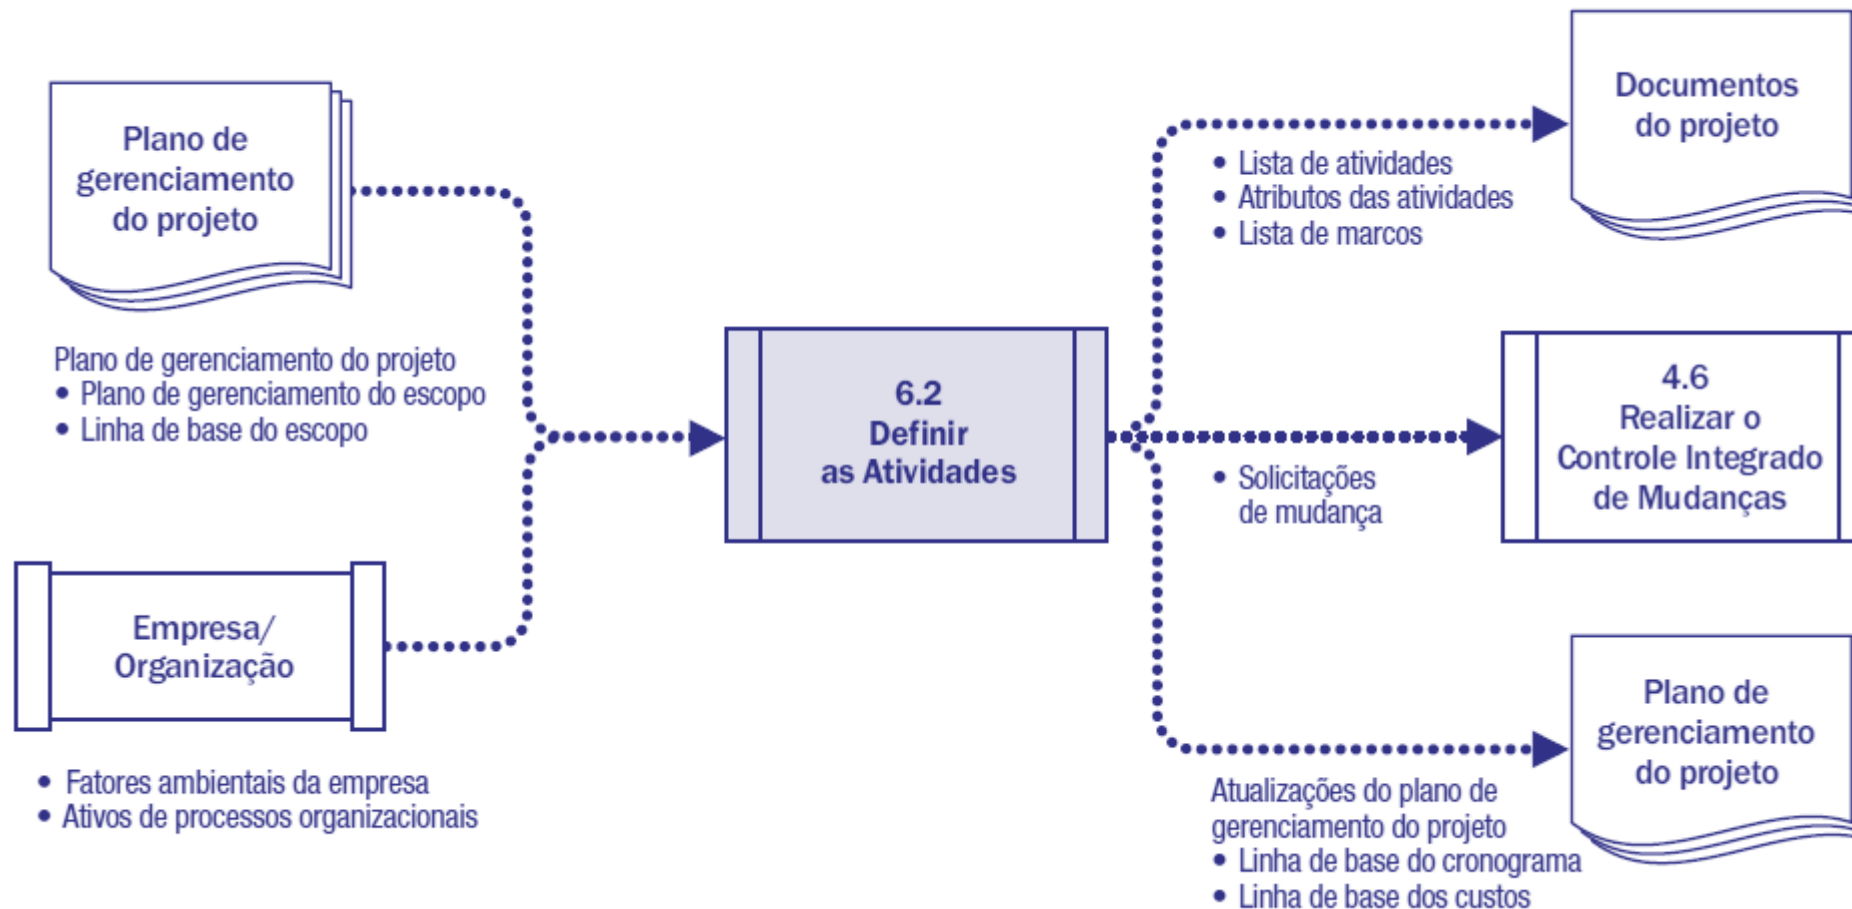 Plano de
gerenciamento
do projeto
Plano de gerenciamento do projeto
• Plano de gerenciamento do escopo
• Linha de base do escopo
Empresa/
Organização
• Fatores ambientais da empresa
• Ativos de processos organizacionais
6.2
Definir
as Atividades
Documentos
do projeto
• Lista de atividades
• Atributos das atividades
• Lista de marcos
4.6
Realizar o
Controle Integrado
de Mudanças
• Solicitações
de mudança
Plano de
gerenciamento
do projeto
Atualizações do plano de
gerenciamento do projeto
• Linha de base do cronograma
• Linha de base dos custos